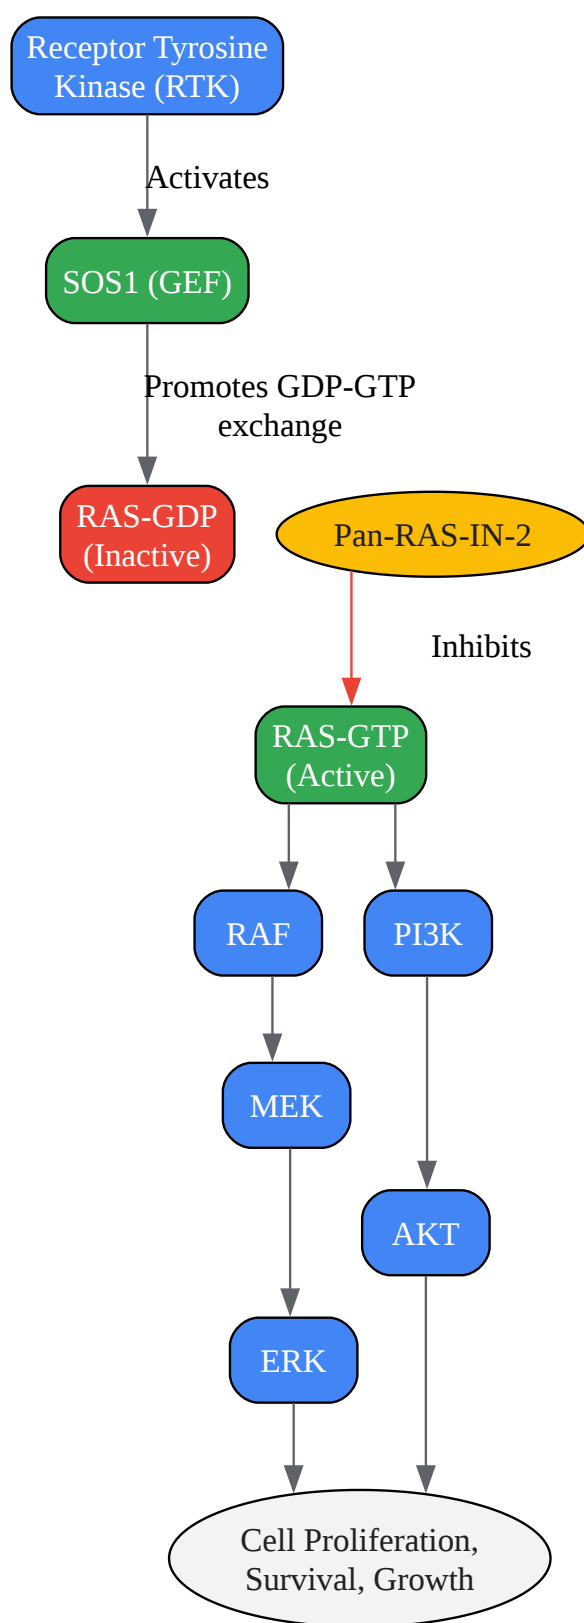 Receptor Tyrosine
Kinase (RTK)
Activates
SOS1 (GEF)
Promotes GDP-GTP
exchange
RAS-GDP
(Inactive)
Pan-RAS-IN-2
Inhibits
RAS-GTP
(Active)
RAF
PI3K
MEK
AKT
ERK
Cell Proliferation,
Survival, Growth